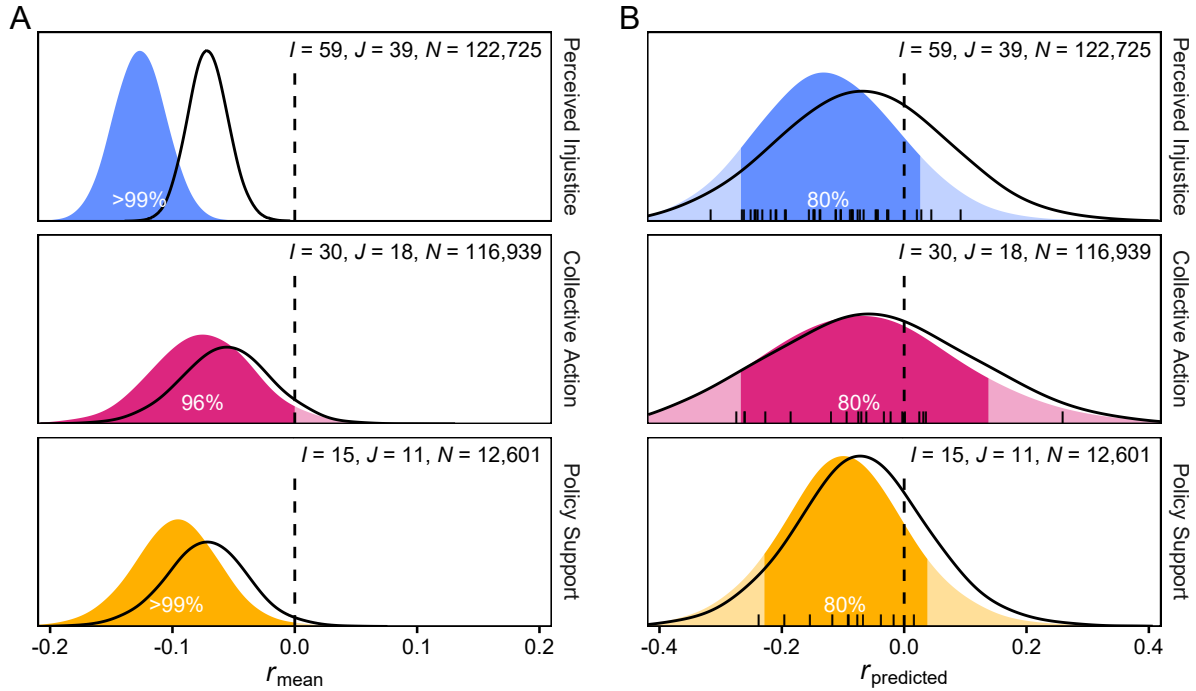 A
I = 59, J = 39, N = 122,725
>99%
Perceived Injustice
I = 30, J = 18, N = 116,939
96%
Collective Action
I = 15, J = 11, N = 12,601
>99%
Policy Support
-0.2 -0.1 0.0 0.1 0.2
r mean
B
I = 59, J = 39, N = 122,725
80%
Perceived Injustice
I = 30, J = 18, N = 116,939
80%
Collective Action
I = 15, J = 11, N = 12,601
80%
Policy Support
-0.4 -0.2 0.0 0.2 0.4
r predicted